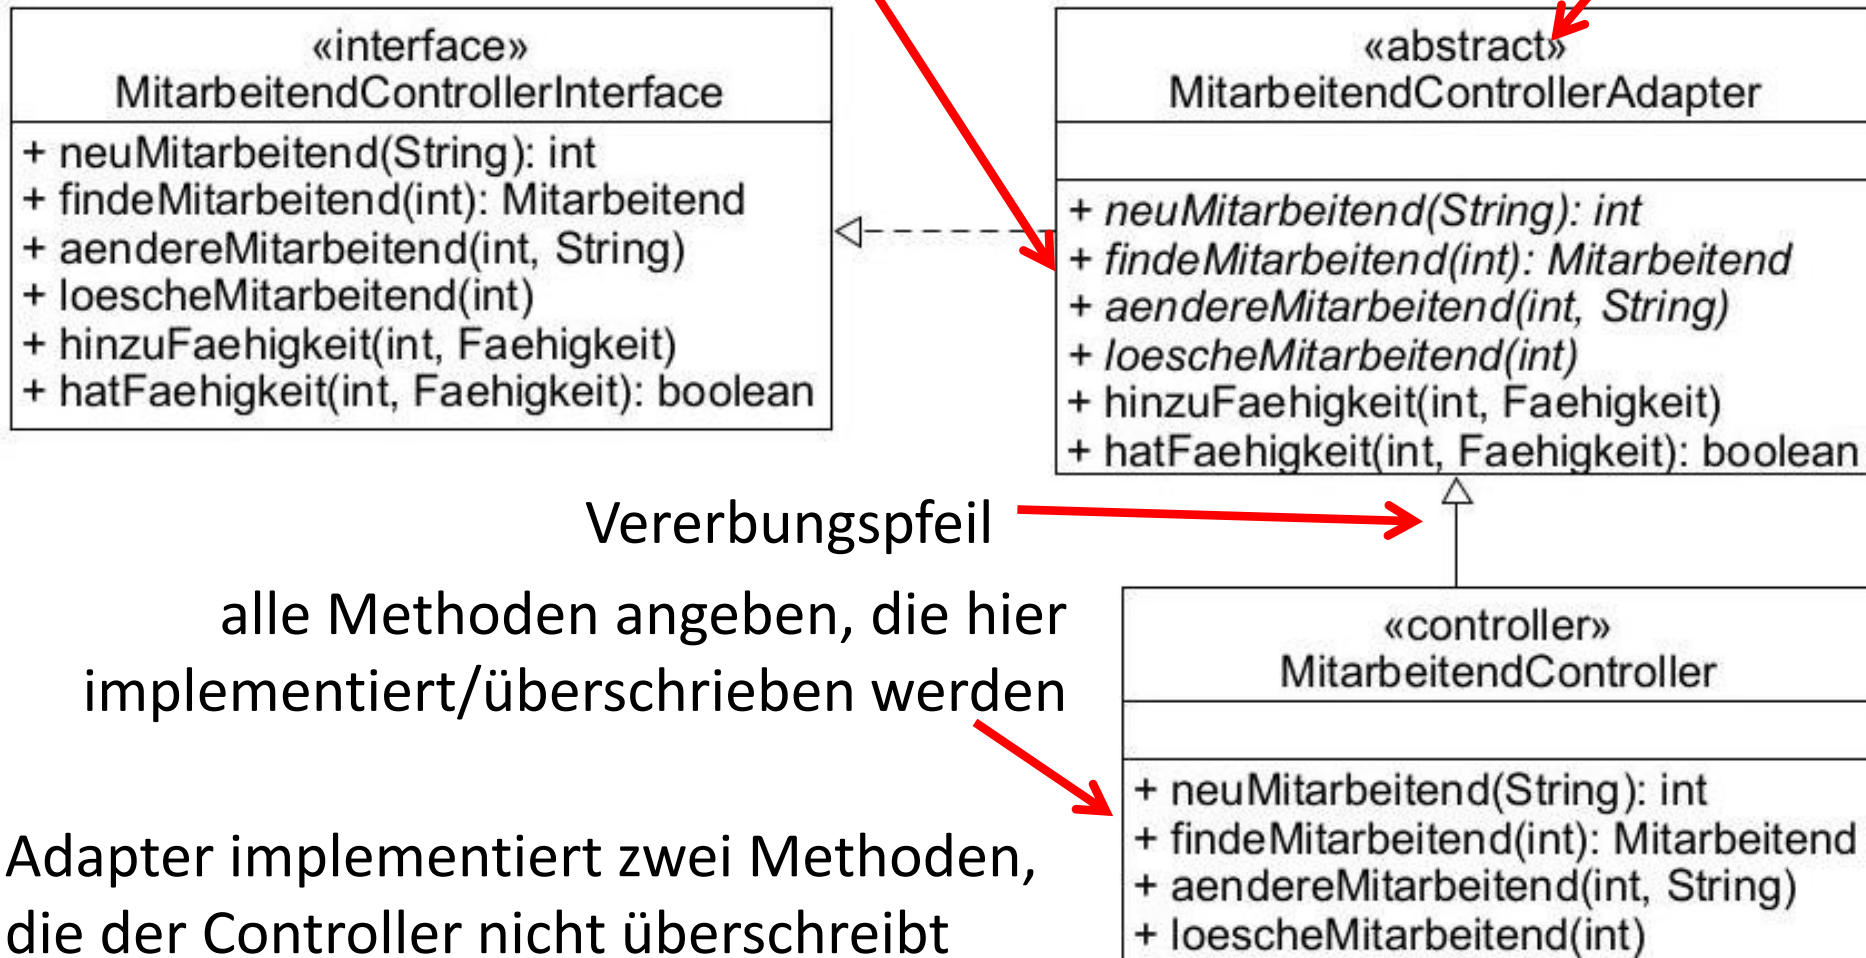 «interface»
MitarbeitendControllerInterface
+ neuMitarbeitend(String): int
+ findeMitarbeitend(int): Mitarbeitend
+ aendereMitarbeitend(int, String)
+ loescheMitarbeitend(int)
+ hinzuFaehigkeit(int, Faehigkeit)
+ hatFaehigkeit(int, Faehigkeit): boolean
«abstract»
MitarbeitendControllerAdapter
+ neuMitarbeitend(String): int
+ findeMitarbeitend(int): Mitarbeitend
+ aendereMitarbeitend(int, String)
+ loescheMitarbeitend(int)
+ hinzuFaehigkeit(int, Faehigkeit)
+ hatFaehigkeit(int, Faehigkeit): boolean
Vererbungspfeil
alle Methoden angeben, die hier
implementiert/überschrieben werden
«controller»
MitarbeitendController
+ neuMitarbeitend(String): int
+ findeMitarbeitend(int): Mitarbeitend
+ aendereMitarbeitend(int, String)
+ loescheMitarbeitend(int)
Adapter implementiert zwei Methoden,
die der Controller nicht überschreibt